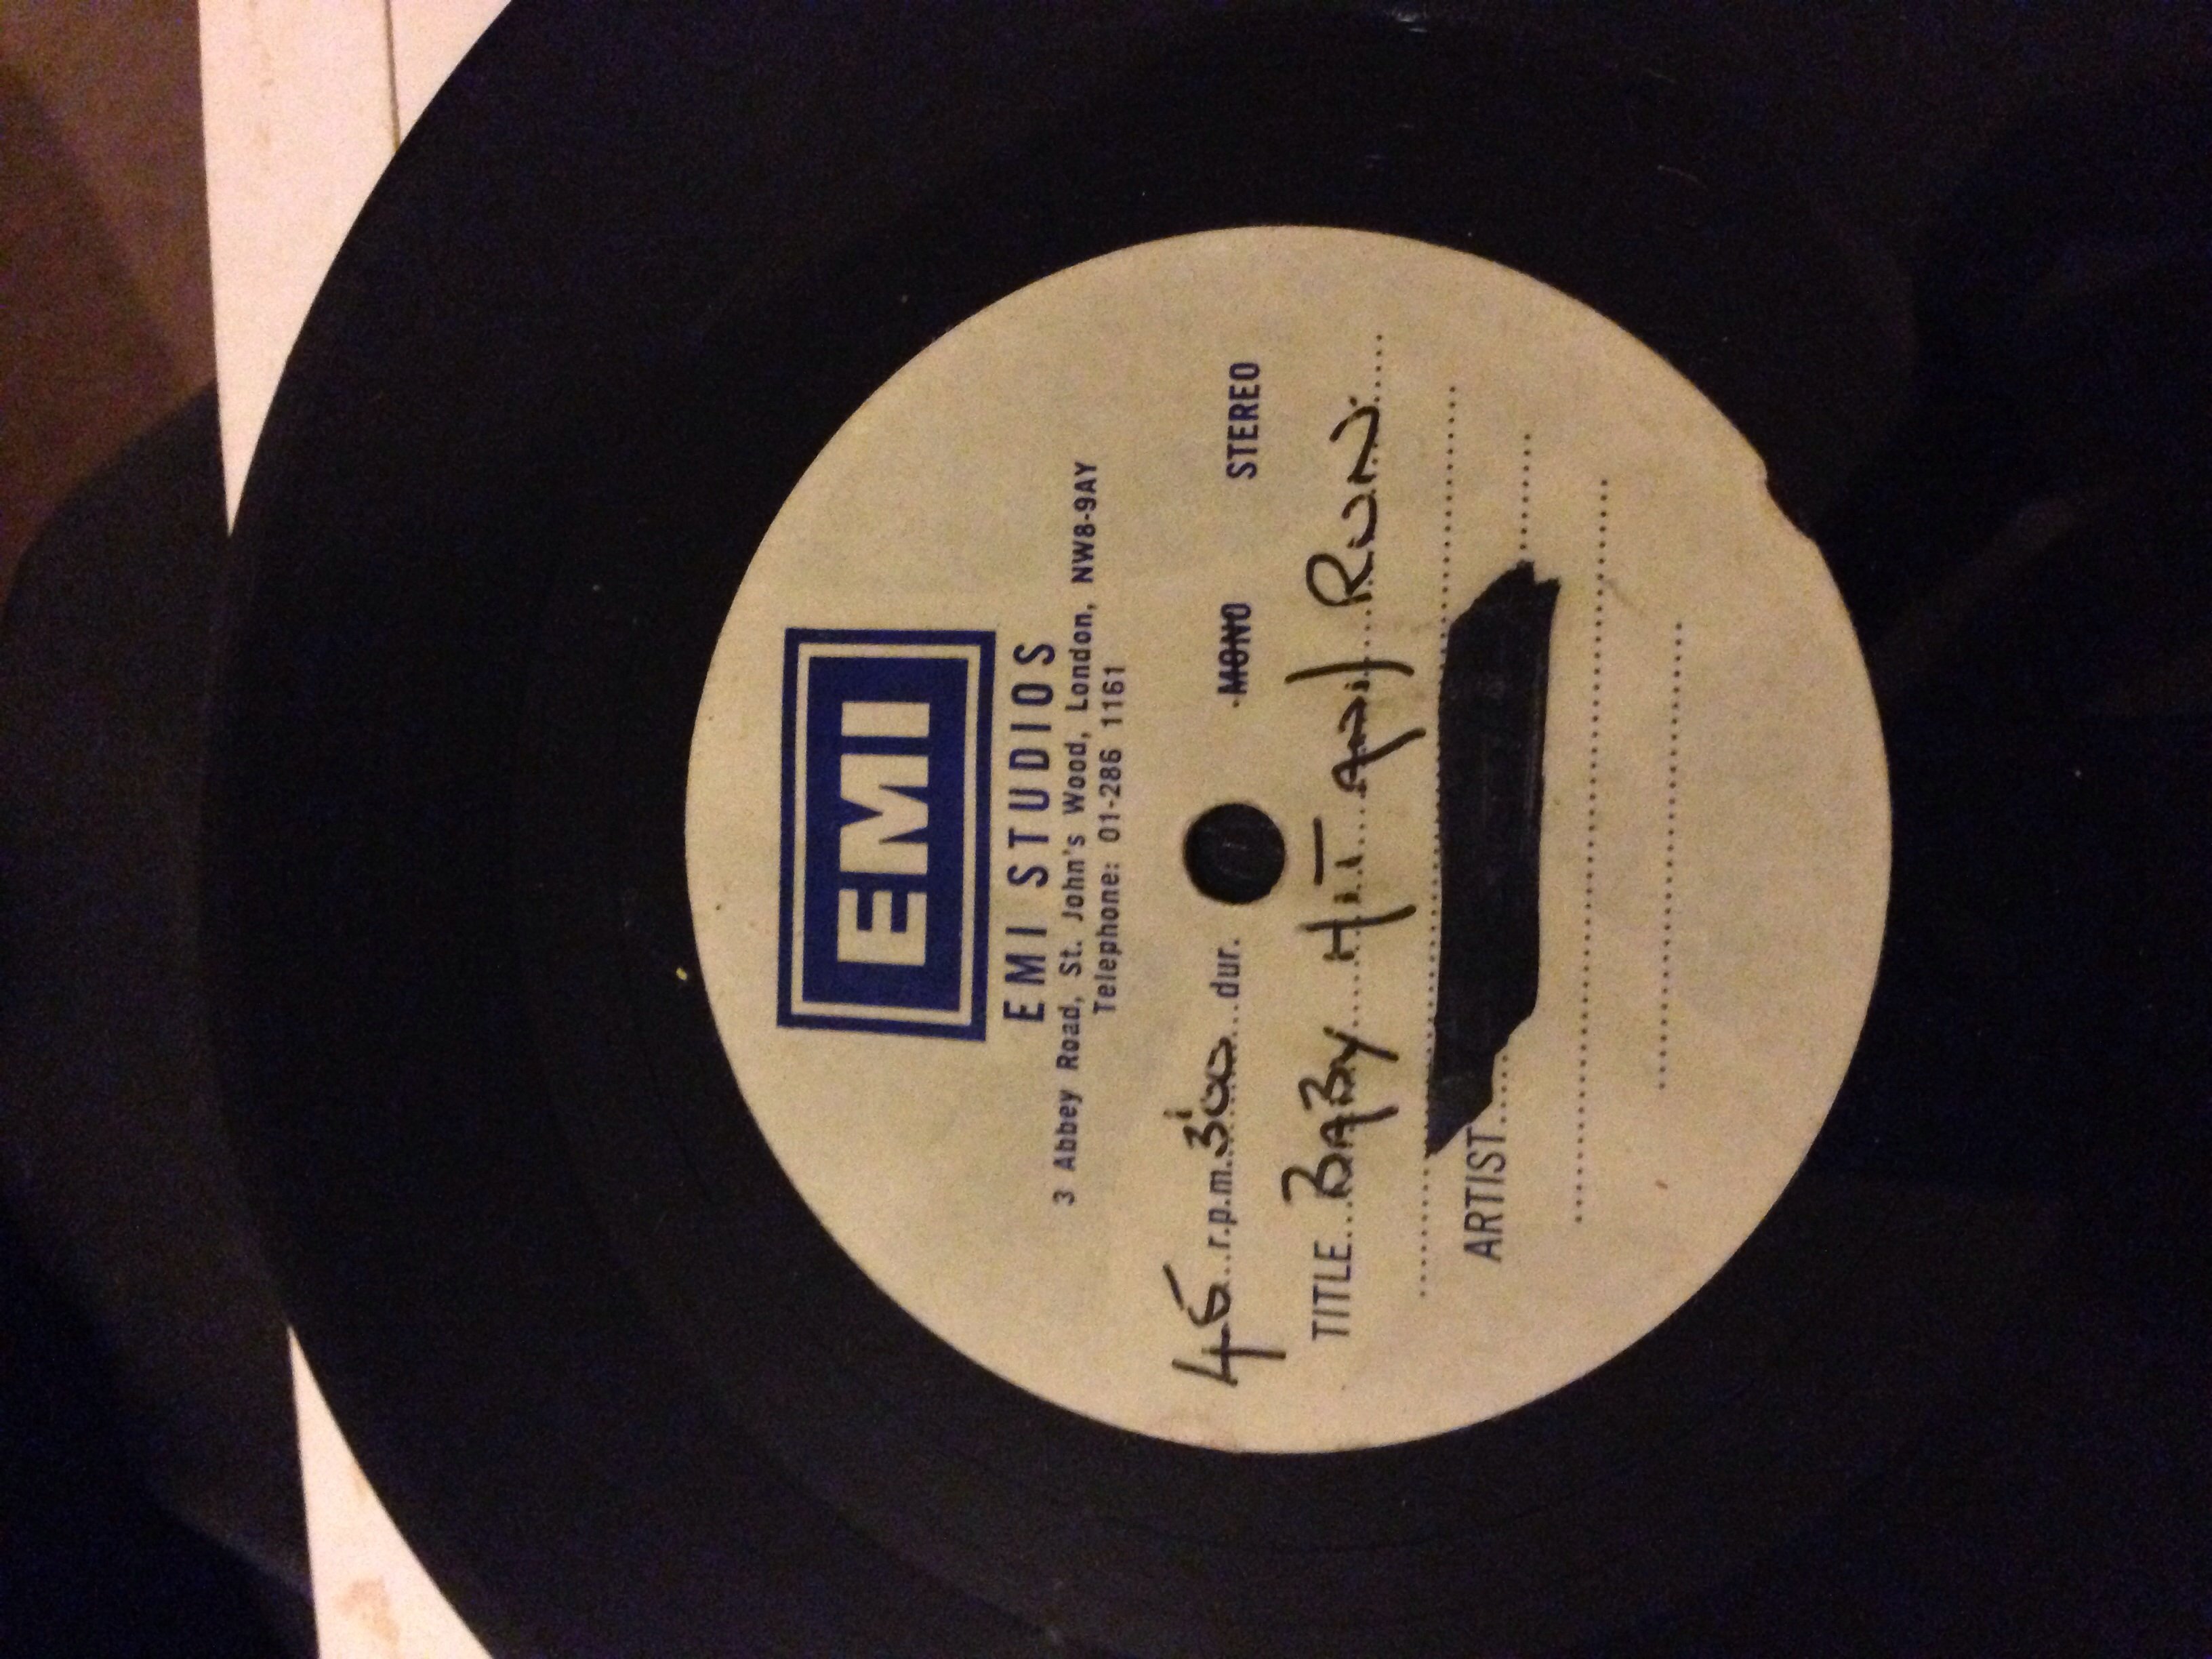 EMI
EMI STUDIOS
3 Abbey Road, St. John's Wood, London, NW8-9AY
Telephone: 01-286 1161
45 r.p.m. 3'00 dur. MONO STEREO
TITLE BABY HIT AND RUN.
ARTIST